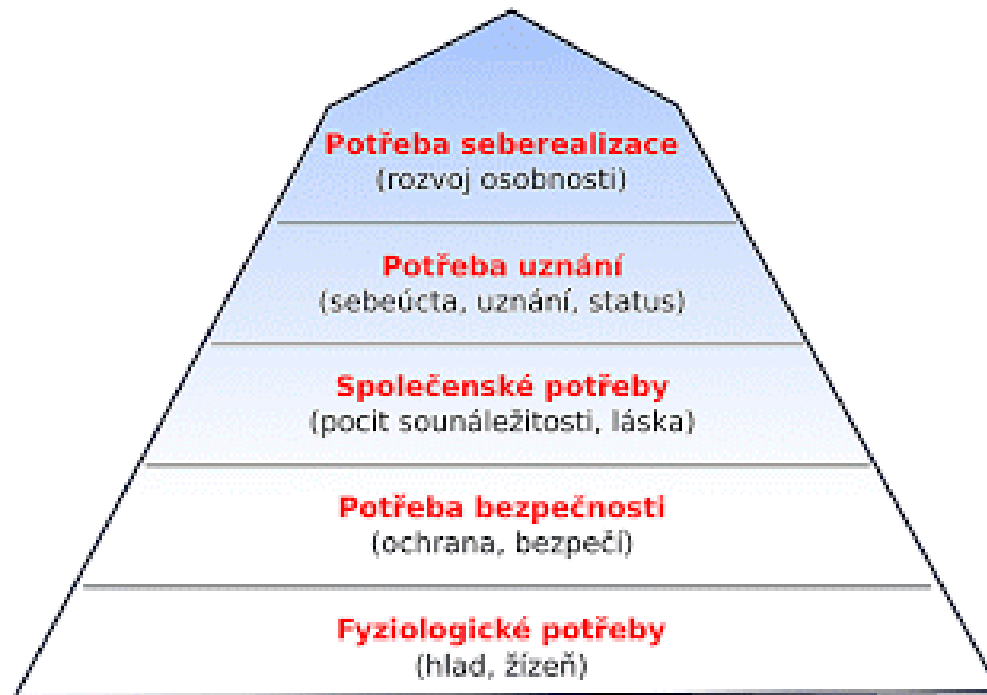 Potřeba seberealizace
(rozvoj osobnosti)
Potřeba uznání
(sebeúcta, uznání, status)
Společenské potřeby
(pocit sounáležitosti, láska)
Potřeba bezpečnosti
(ochrana, bezpečí)
Fyziologické potřeby
(hlad, žízeň)